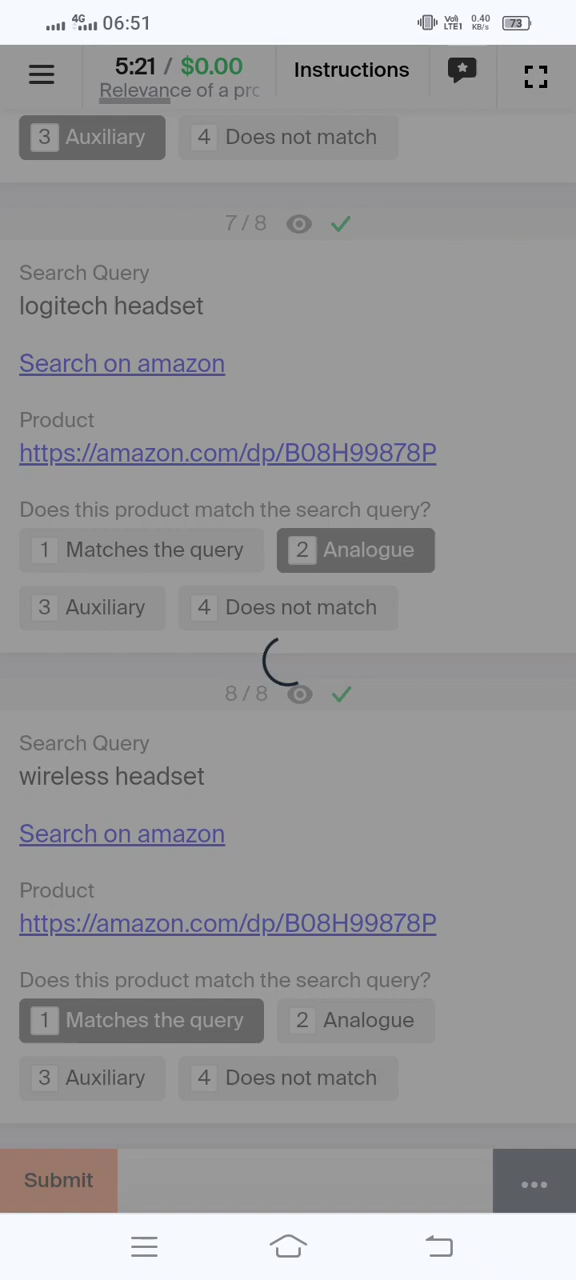 4G 06:51 Vo)) LTE1 0.40 KB/s 73
5:21 / $0.00 Instructions
Relevance of a pro
3 Auxiliary 4 Does not match
7 / 8
Search Query
logitech headset
Search on amazon
Product
https://amazon.com/dp/B08H99878P
Does this product match the search query?
1 Matches the query 2 Analogue
3 Auxiliary 4 Does not match
8 / 8
Search Query
wireless headset
Search on amazon
Product
https://amazon.com/dp/B08H99878P
Does this product match the search query?
1 Matches the query 2 Analogue
3 Auxiliary 4 Does not match
Submit